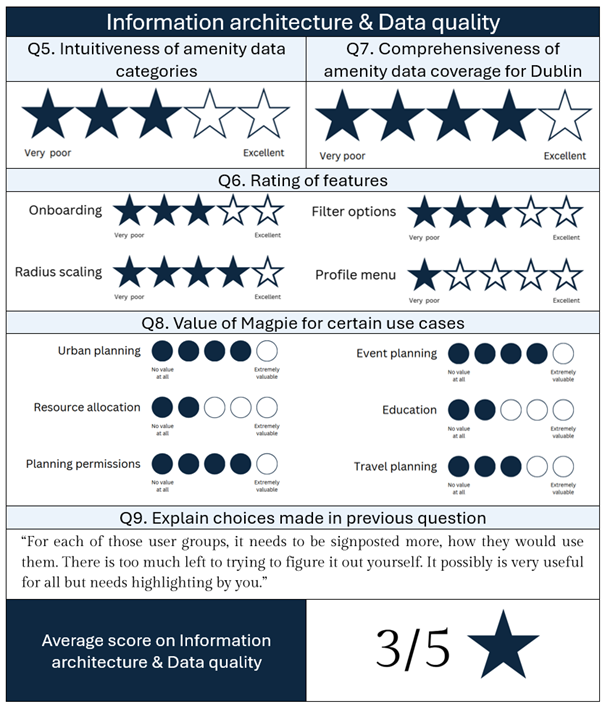 Information architecture & Data quality
Q5. Intuitiveness of amenity data
categories
Q7. Comprehensiveness of
amenity data coverage for Dublin
Very poor
Excellent
Very poor
Excellent
Q6. Rating of features
Onboarding
Very poor
Excellent
Filter options
Very poor
Excellent
Radius scaling
Very poor
Excellent
Profile menu
Very poor
Excellent
Q8. Value of Magpie for certain use cases
Urban planning
No value
at all
Extremely
valuable
Event planning
No value
at all
Extremely
valuable
Resource allocation
No value
at all
Extremely
valuable
Education
No value
at all
Extremely
valuable
Planning permissions
No value
at all
Extremely
valuable
Travel planning
No value
at all
Extremely
valuable
Q9. Explain choices made in previous question
“For each of those user groups, it needs to be signposted more, how they would use
them. There is too much left to trying to figure it out yourself. It possibly is very useful
for all but needs highlighting by you.”
Average score on Information
architecture & Data quality
3/5